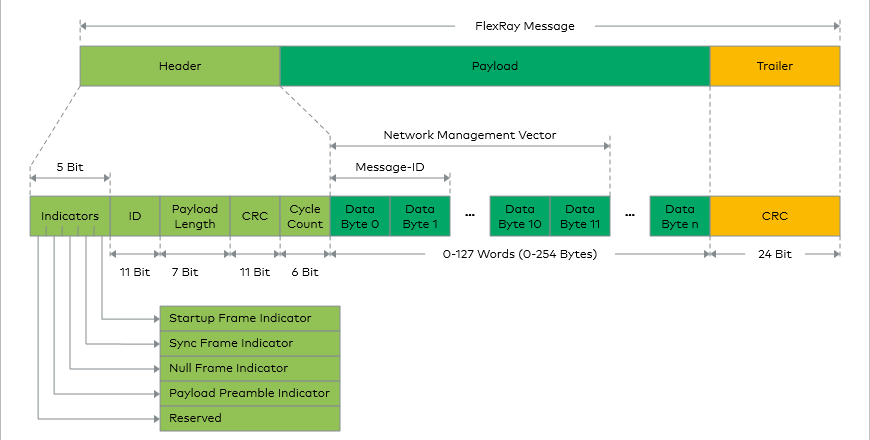 FlexRay Message
Header
Payload
Trailer
Network Management Vector
5 Bit
Message-ID
Indicators
ID
Payload
Length
CRC
Cycle
Count
Data
Byte 0
Data
Byte 1
...
Data
Byte 10
Data
Byte 11
...
Data
Byte n
CRC
11 Bit
7 Bit
11 Bit
6 Bit
0-127 Words (0-254 Bytes)
24 Bit
Startup Frame Indicator
Sync Frame Indicator
Null Frame Indicator
Payload Preamble Indicator
Reserved